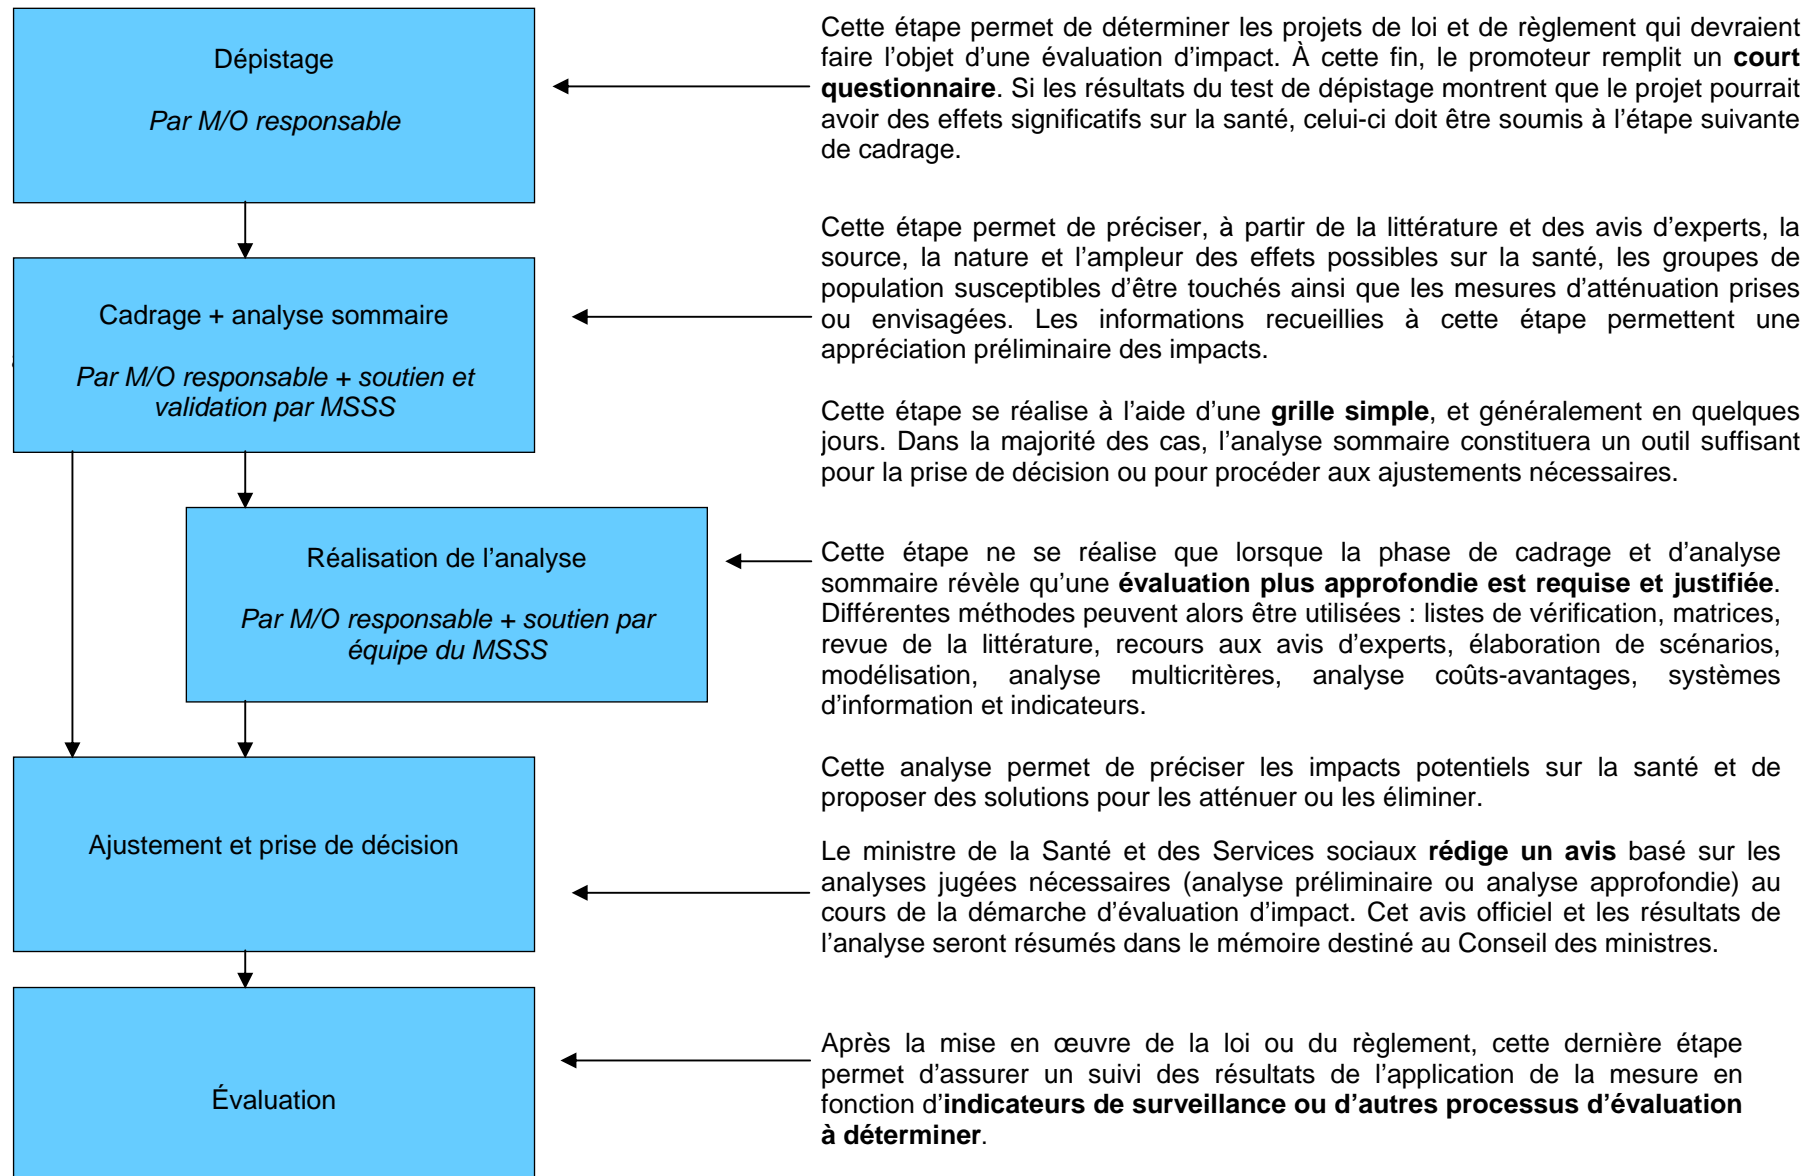 Dépistage
Par M/O responsable
Cette étape permet de déterminer les projets de loi et de règlement qui devraient
faire l’objet d’une évaluation d’impact. À cette fin, le promoteur remplit un court
questionnaire. Si les résultats du test de dépistage montrent que le projet pourrait
avoir des effets significatifs sur la santé, celui-ci doit être soumis à l’étape suivante
de cadrage.
Cadrage + analyse sommaire
Par M/O responsable + soutien et
validation par MSSS
Cette étape permet de préciser, à partir de la littérature et des avis d’experts, la
source, la nature et l’ampleur des effets possibles sur la santé, les groupes de
population susceptibles d’être touchés ainsi que les mesures d’atténuation prises
ou envisagées. Les informations recueillies à cette étape permettent une
appréciation préliminaire des impacts.
Cette étape se réalise à l’aide d’une grille simple, et généralement en quelques
jours. Dans la majorité des cas, l’analyse sommaire constituera un outil suffisant
pour la prise de décision ou pour procéder aux ajustements nécessaires.
Réalisation de l’analyse
Par M/O responsable + soutien par
équipe du MSSS
Cette étape ne se réalise que lorsque la phase de cadrage et d’analyse
sommaire révèle qu’une évaluation plus approfondie est requise et justifiée.
Différentes méthodes peuvent alors être utilisées : listes de vérification, matrices,
revue de la littérature, recours aux avis d’experts, élaboration de scénarios,
modélisation, analyse multicritères, analyse coûts-avantages, systèmes
d’information et indicateurs.
Cette analyse permet de préciser les impacts potentiels sur la santé et de
proposer des solutions pour les atténuer ou les éliminer.
Ajustement et prise de décision
Le ministre de la Santé et des Services sociaux rédige un avis basé sur les
analyses jugées nécessaires (analyse préliminaire ou analyse approfondie) au
cours de la démarche d’évaluation d’impact. Cet avis officiel et les résultats de
l’analyse seront résumés dans le mémoire destiné au Conseil des ministres.
Évaluation
Après la mise en œuvre de la loi ou du règlement, cette dernière étape
permet d’assurer un suivi des résultats de l’application de la mesure en
fonction d’indicateurs de surveillance ou d’autres processus d’évaluation
à déterminer.